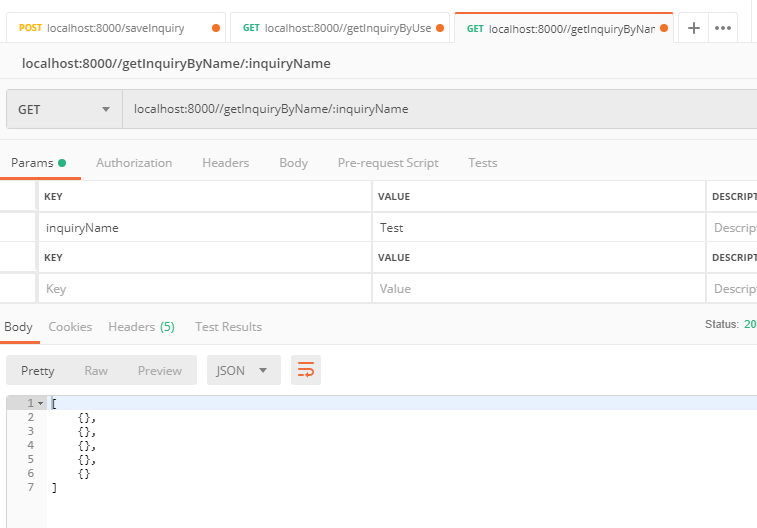 POST localhost:8000/saveInquiry GET localhost:8000//getInquiryByUse GET localhost:8000//getInquiryByNar + •••
localhost:8000//getInquiryByName/:inquiryName
GET localhost:8000//getInquiryByName/:inquiryName
Params Authorization Headers Body Pre-request Script Tests
KEY VALUE DESCRIPT
inquiryName Test Descrip
KEY VALUE DESCRIPT
Key Value Descrip
Body Cookies Headers (5) Test Results Status: 20
Pretty Raw Preview JSON
1 [
2 {},
3 {},
4 {},
5 {},
6 {}
7 ]